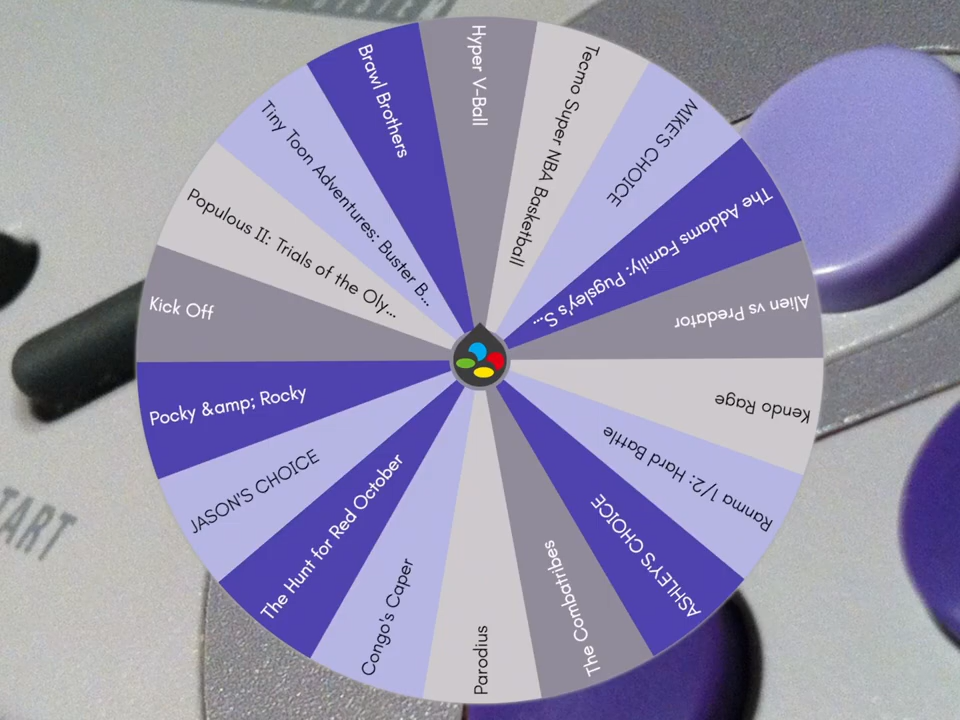 Hyper V-Ball
Tecmo Super NBA Basketball
MIKE'S CHOICE
The Addams Family: Pugsley's S...
Alien vs Predator
Kendo Rage
Ranma 1/2: Hard Battle
ASHLEY'S CHOICE
The Combatribes
Parodius
Congo's Caper
The Hunt for Red October
JASON'S CHOICE
Pocky &amp; Rocky
Kick Off
Populous II: Trials of the Oly...
Tiny Toon Adventures: Buster B...
Brawl Brothers
TART